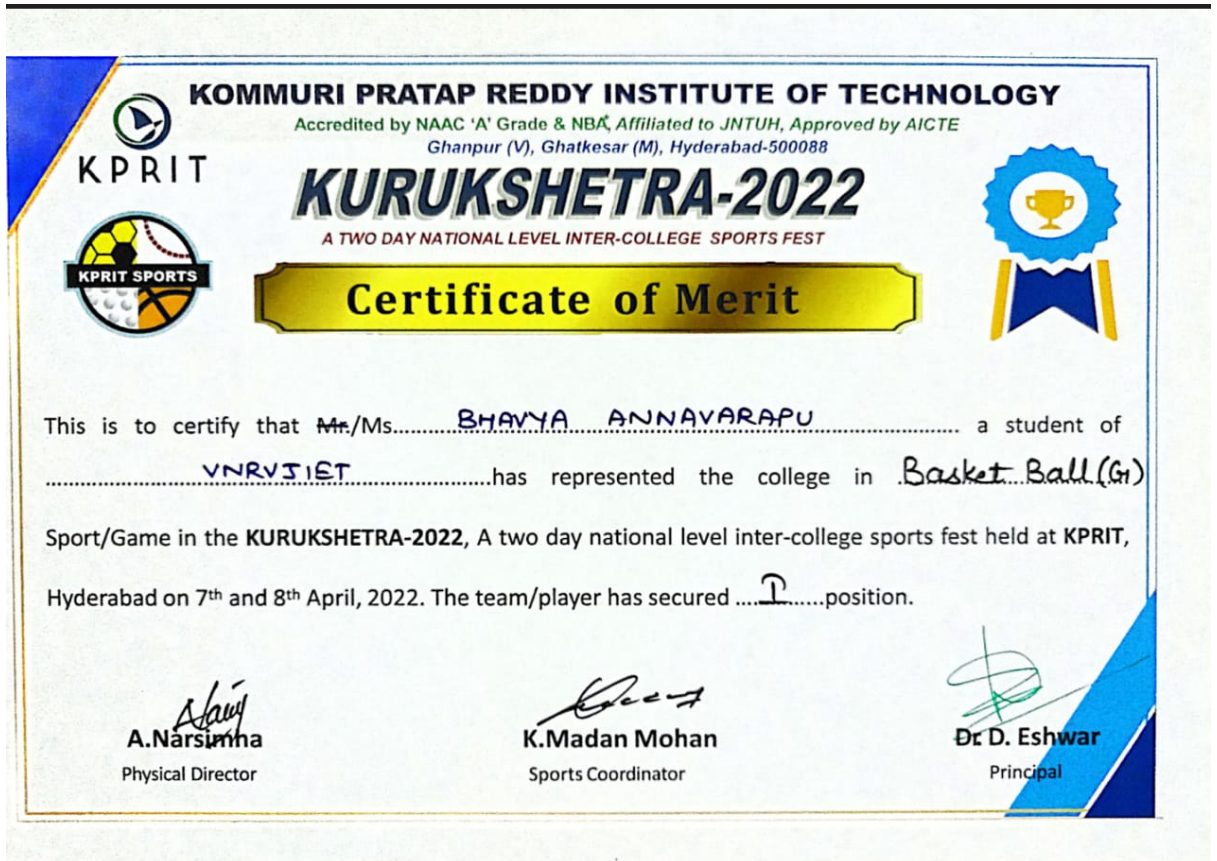 KOMMURI PRATAP REDDY INSTITUTE OF TECHNOLOGY
Accredited by NAAC 'A' Grade & NBA, Affiliated to JNTUH, Approved by AICTE
Ghanpur (V), Ghatkesar (M), Hyderabad-500088
KPRIT
KURUKSHETRA-2022
A TWO DAY NATIONAL LEVEL INTER-COLLEGE SPORTS FEST
KPRIT SPORTS
Certificate of Merit
This is to certify that Mr./Ms..........BHAVYA ANNAVARAPU.......................... a student of
..........................VNRVJIET..........................has represented the college in .Basket Ball (G)
Sport/Game in the KURUKSHETRA-2022, A two day national level inter-college sports fest held at KPRIT,
Hyderabad on 7th and 8th April, 2022. The team/player has secured ....I......position.
A.Narsimha
Physical Director
K.Madan Mohan
Sports Coordinator
Dr. D. Eshwar
Principal